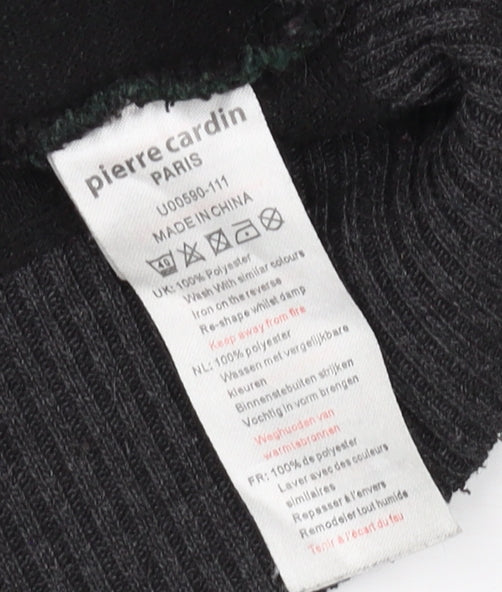 pierre cardin
PARIS
U00590-111
MADE IN CHINA
40
UK: 100% Polyester
Wash With similar colours
Iron on the reverse
Re-shape whilst damp
Keep away from fire
NL: 100% polyester
Wassen met vergelijkbare
kleuren
Binnenstebuiten strijken
Vochtig in vorm brengen
Weghuoden van
warmlabronnen
FR: 100% de polyester
Laver avec des couleurs
similaires
Repasser à l'envers
Remodeler tout humide
Tenir à l'écart du feu